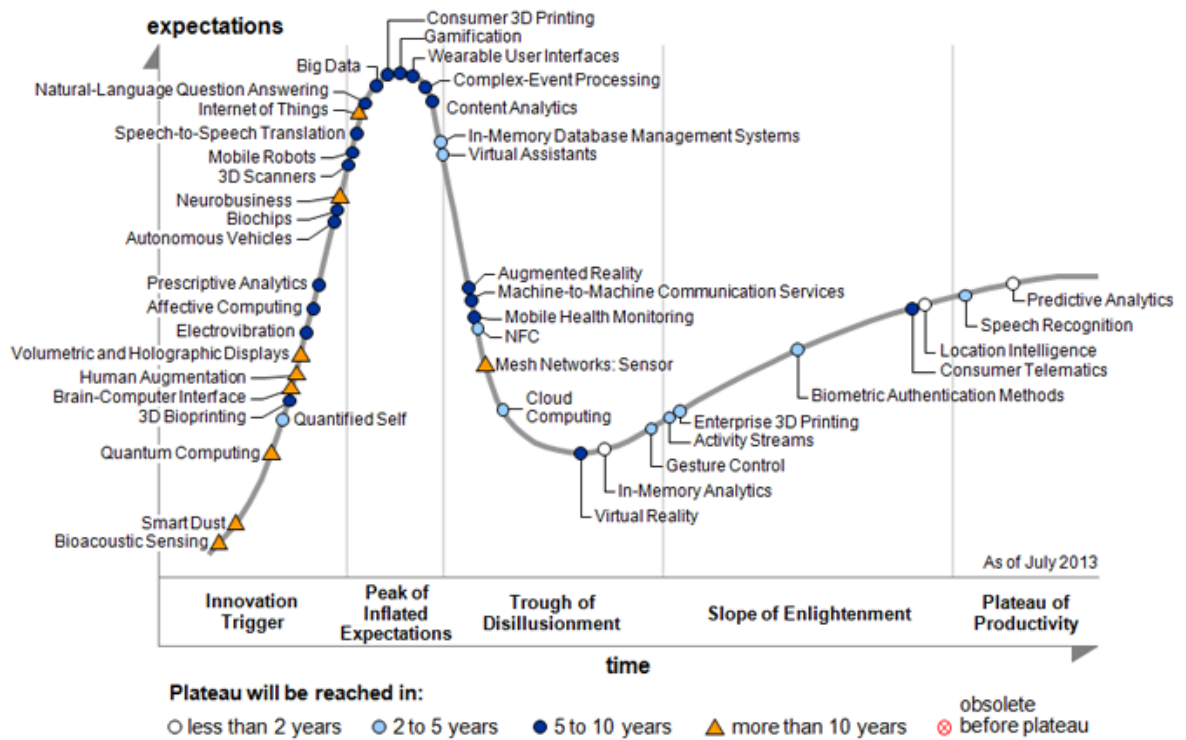 expectations
Consumer 3D Printing
Gamification
Wearable User Interfaces
Big Data
Complex-Event Processing
Natural-Language Question Answering
Content Analytics
Internet of Things
Speech-to-Speech Translation
In-Memory Database Management Systems
Mobile Robots
Virtual Assistants
3D Scanners
Neurobusiness
Biochips
Autonomous Vehicles
Augmented Reality
Prescriptive Analytics
Machine-to-Machine Communication Services
Affective Computing
Mobile Health Monitoring
Electrovibration
NFC
Volumetric and Holographic Displays
Mesh Networks: Sensor
Human Augmentation
Brain-Computer Interface
Cloud
Computing
3D Bioprinting
Quantified Self
Quantum Computing
Smart Dust
Bioacoustic Sensing
Predictive Analytics
Speech Recognition
Location Intelligence
Consumer Telematics
Biometric Authentication Methods
Enterprise 3D Printing
Activity Streams
Gesture Control
In-Memory Analytics
Virtual Reality
As of July 2013
Innovation
Trigger
Peak of
Inflated
Expectations
Trough of
Disillusionment
Slope of Enlightenment
Plateau of
Productivity
time
Plateau will be reached in:
less than 2 years
2 to 5 years
5 to 10 years
more than 10 years
obsolete
before plateau